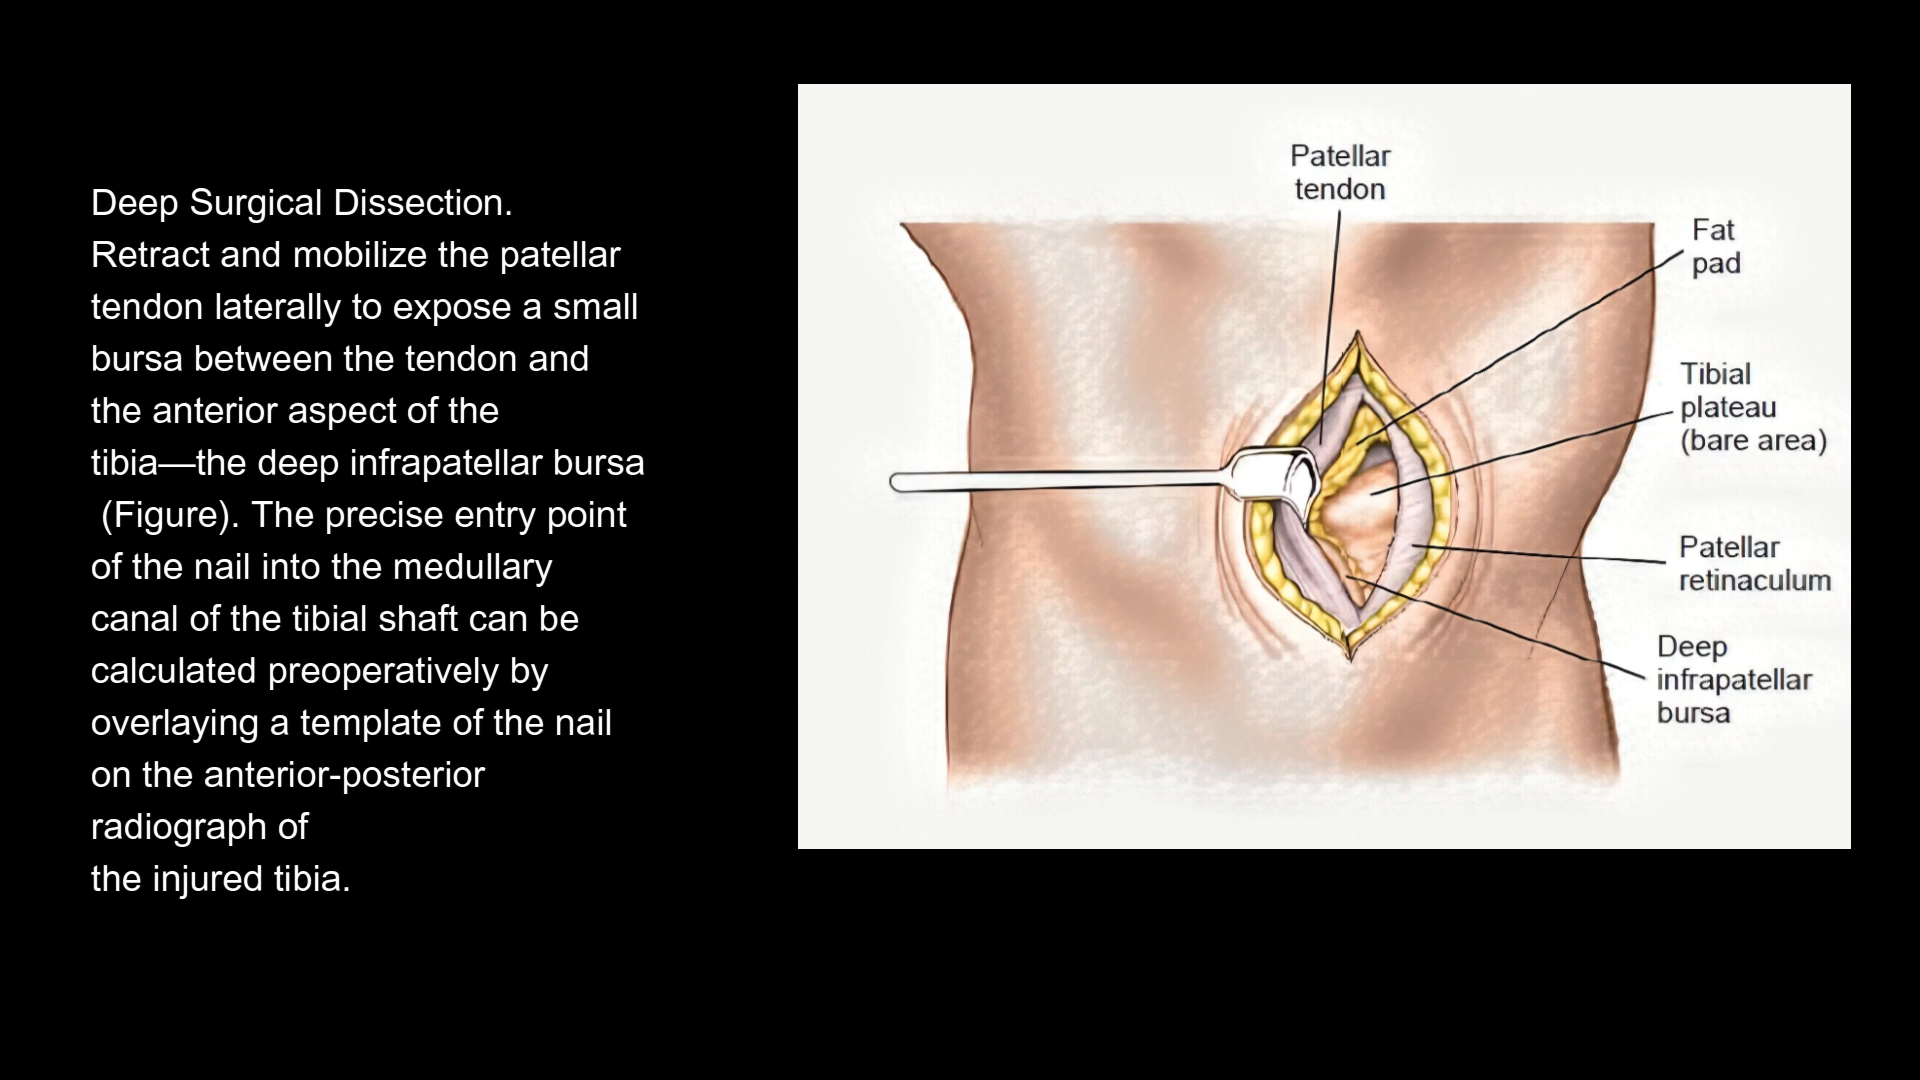 Deep Surgical Dissection.
Retract and mobilize the patellar
tendon laterally to expose a small
bursa between the tendon and
the anterior aspect of the
tibia—the deep infrapatellar bursa
(Figure). The precise entry point
of the nail into the medullary
canal of the tibial shaft can be
calculated preoperatively by
overlaying a template of the nail
on the anterior-posterior
radiograph of
the injured tibia.
Patellar
tendon
Fat
pad
Tibial
plateau
(bare area)
Patellar
retinaculum
Deep
infrapatellar
bursa